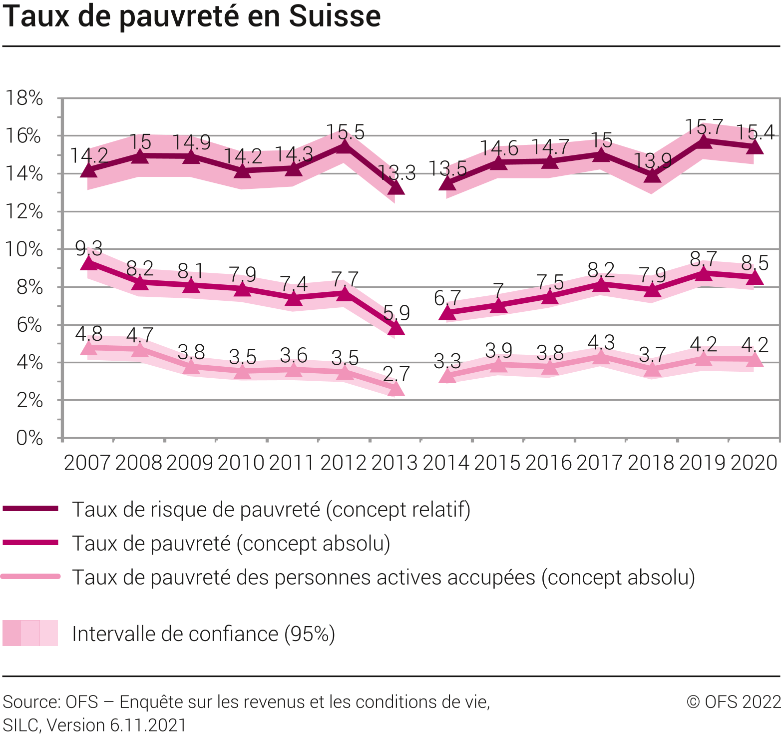 Taux de pauvreté en Suisse
18%
16%
14%
12%
10%
8%
6%
4%
2%
0%
14.2 15 14.9 14.2 14.3 15.5 13.3 13.5 14.6 14.7 15 13.9 15.7 15.4
9.3 8.2 8.1 7.9 7.4 7.7 5.9 6.7 7 7.5 8.2 7.9 8.7 8.5
4.8 4.7 3.8 3.5 3.6 3.5 2.7 3.3 3.9 3.8 4.3 3.7 4.2 4.2
2007 2008 2009 2010 2011 2012 2013 2014 2015 2016 2017 2018 2019 2020
Taux de risque de pauvreté (concept relatif)
Taux de pauvreté (concept absolu)
Taux de pauvreté des personnes actives accupées (concept absolu)
Intervalle de confiance (95%)
Source: OFS – Enquête sur les revenus et les conditions de vie, © OFS 2022
SILC, Version 6.11.2021